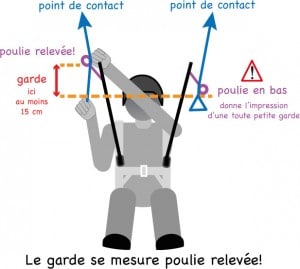 point de contact
point de contact
poulie relevée!
garde
ici
au moins
15 cm
poulie en bas
donne l'impression
d'une toute petite garde
Le garde se mesure poulie relevée!